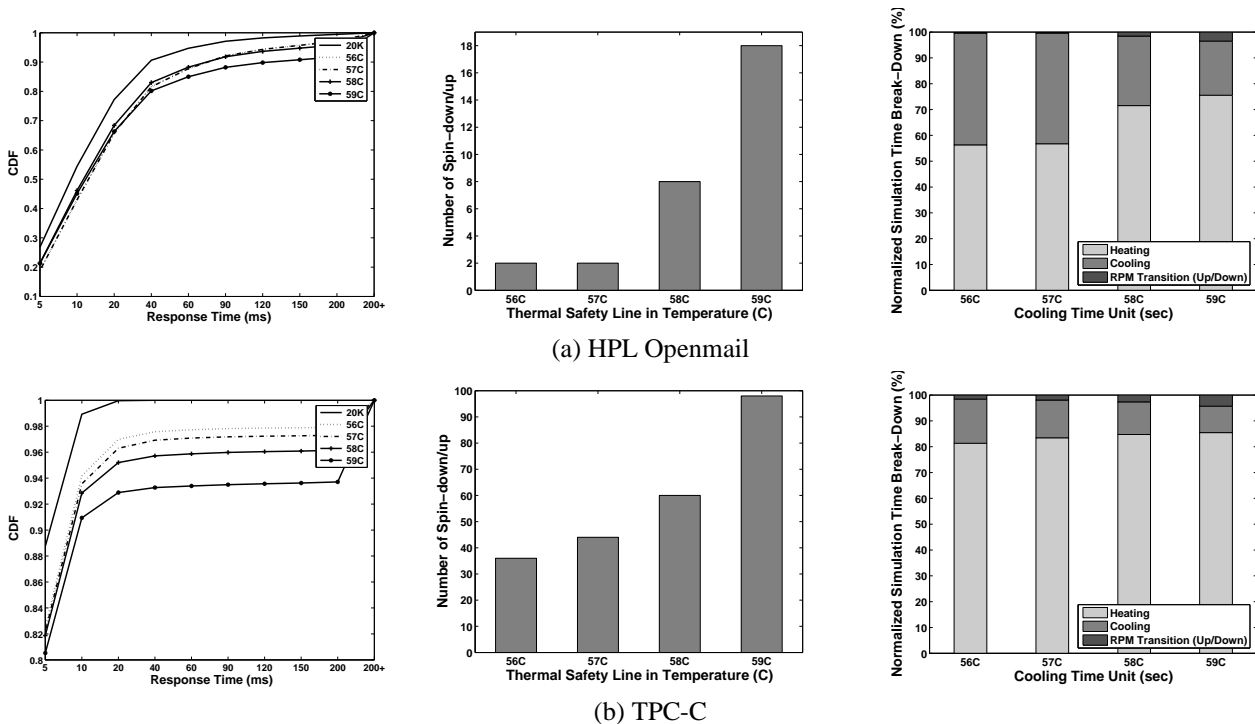 1
0.9
0.8
0.7
0.6
0.5
0.4
0.3
0.2
0.1
CDF
5 10 20 40 60 90 120 150 200 200+
Response Time (ms)
20K
56C
57C
58C
59C
18
16
14
12
10
8
6
4
2
0
Number of Spin-down/up
56C 57C 58C 59C
Thermal Safety Line in Temperature (C)
100
90
80
70
60
50
40
30
20
10
0
Normalized Simulation Time Break-Down (%)
56C 57C 58C 59C
Cooling Time Unit (sec)
Heating
Cooling
RPM Transition (Up/Down)
(a) HPL Openmail
1
0.98
0.96
0.94
0.92
0.9
0.88
0.86
0.84
0.82
0.8
CDF
5 10 20 40 60 90 120 150 200 200+
Response Time (ms)
20K
56C
57C
58C
59C
100
90
80
70
60
50
40
30
20
10
0
Number of Spin-down/up
56C 57C 58C 59C
Thermal Safety Line in Temperature (C)
100
90
80
70
60
50
40
30
20
10
0
Normalized Simulation Time Break-Down (%)
56C 57C 58C 59C
Cooling Time Unit (sec)
Heating
Cooling
RPM Transition (Up/Down)
(b) TPC-C